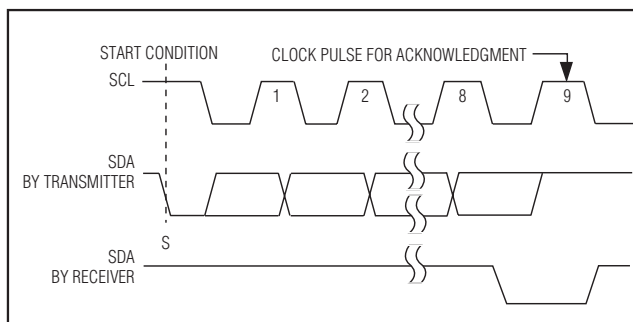 START CONDITION
CLOCK PULSE FOR ACKNOWLEDGMENT
SCL
1
2
8
9
SDA
BY TRANSMITTER
S
SDA
BY RECEIVER